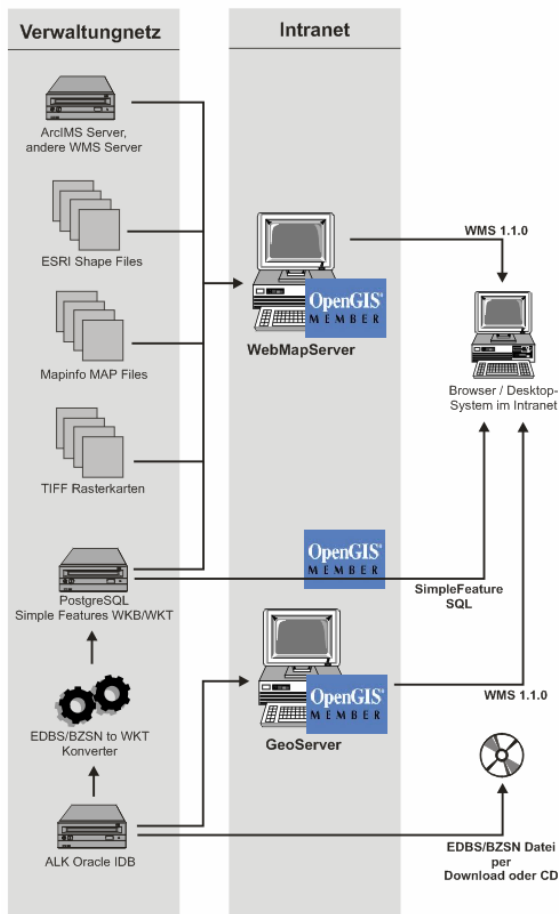 Verwaltungnetz
Intranet
ArcIMS Server,
andere WMS Server
ESRI Shape Files
OpenGIS®
MEMBER
WebMapServer
WMS 1.1.0
Mapinfo MAP Files
Browser / Desktop-
System im Intranet
TIFF Rasterkarten
OpenGIS®
MEMBER
PostgreSQL
Simple Features WKB/WKT
SimpleFeature
SQL
OpenGIS®
MEMBER
GeoServer
WMS 1.1.0
EDBS/BZSN to WKT
Konverter
ALK Oracle IDB
EDBS/BZSN Datei
per
Download oder CD